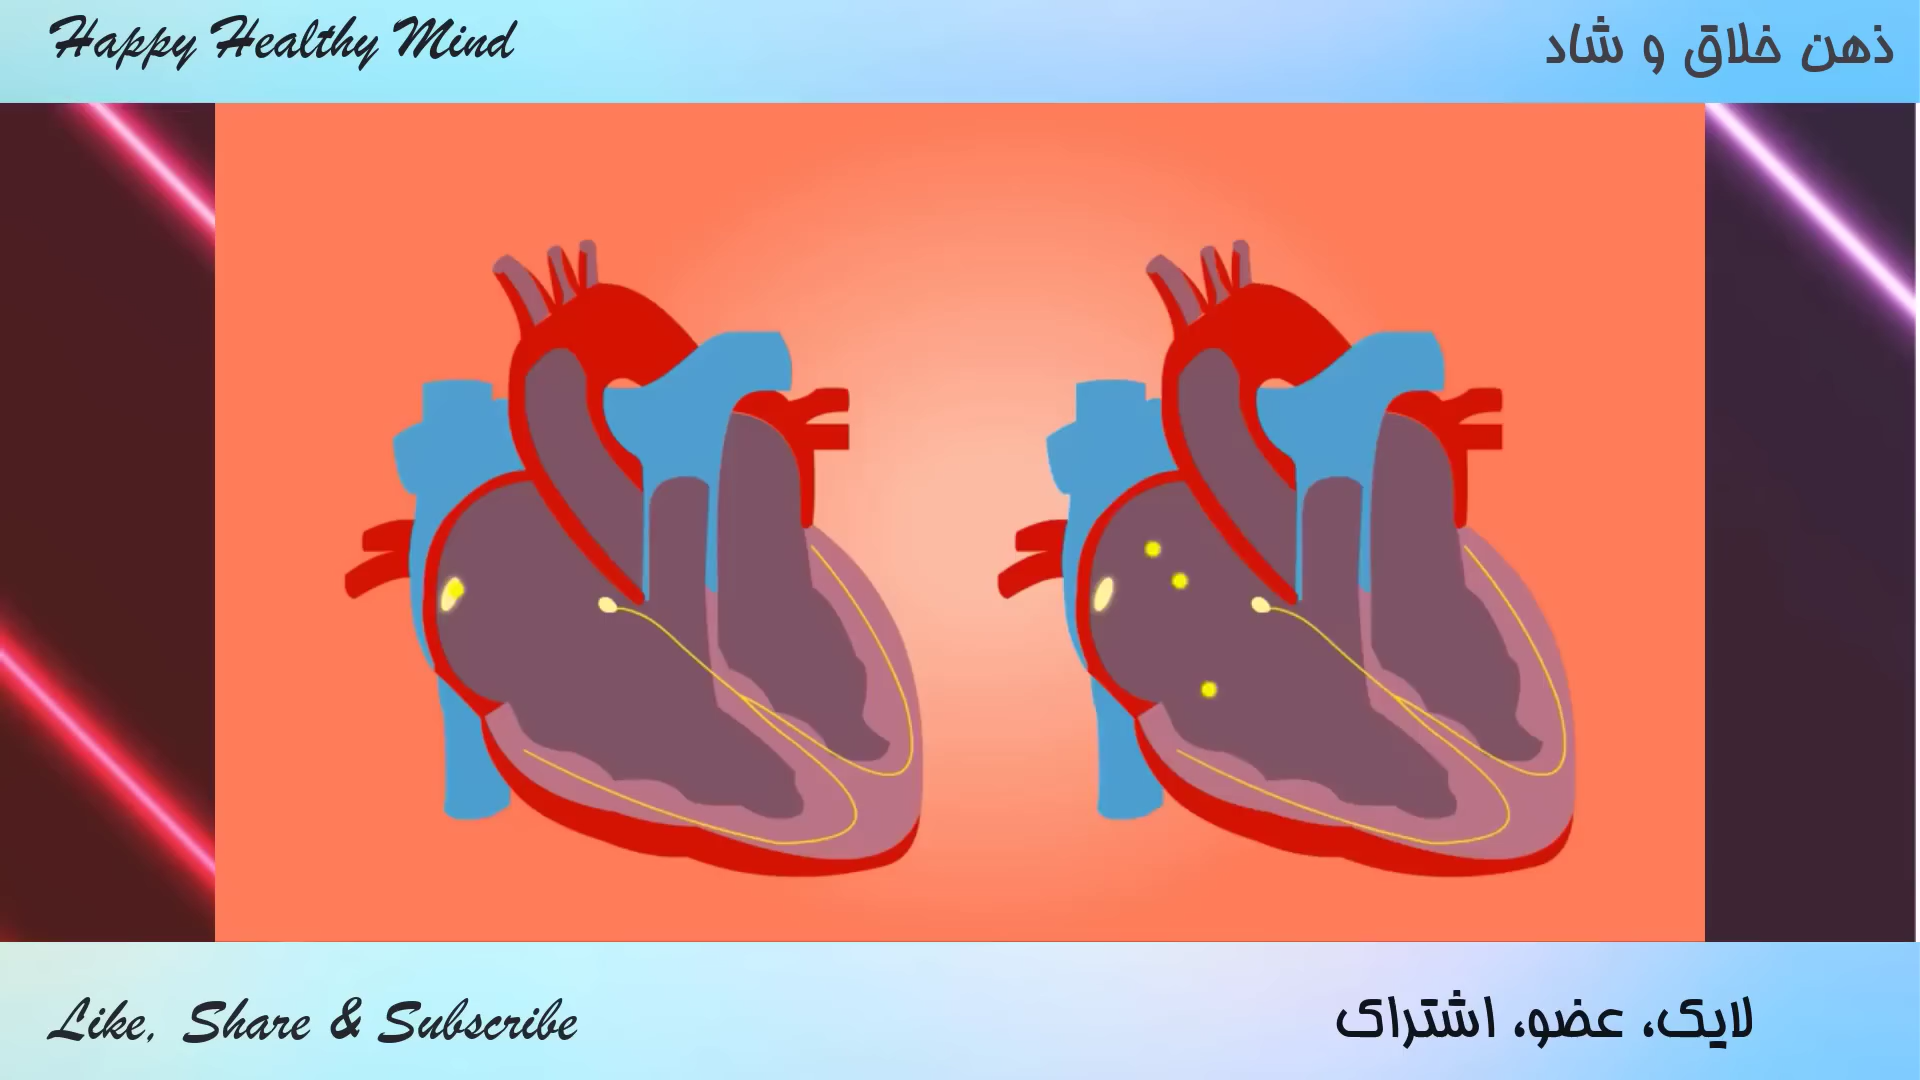 Happy Healthy Mind
ذهن خلاق و شاد
Like, Share & Subscribe
لایک، عضو، اشتراک